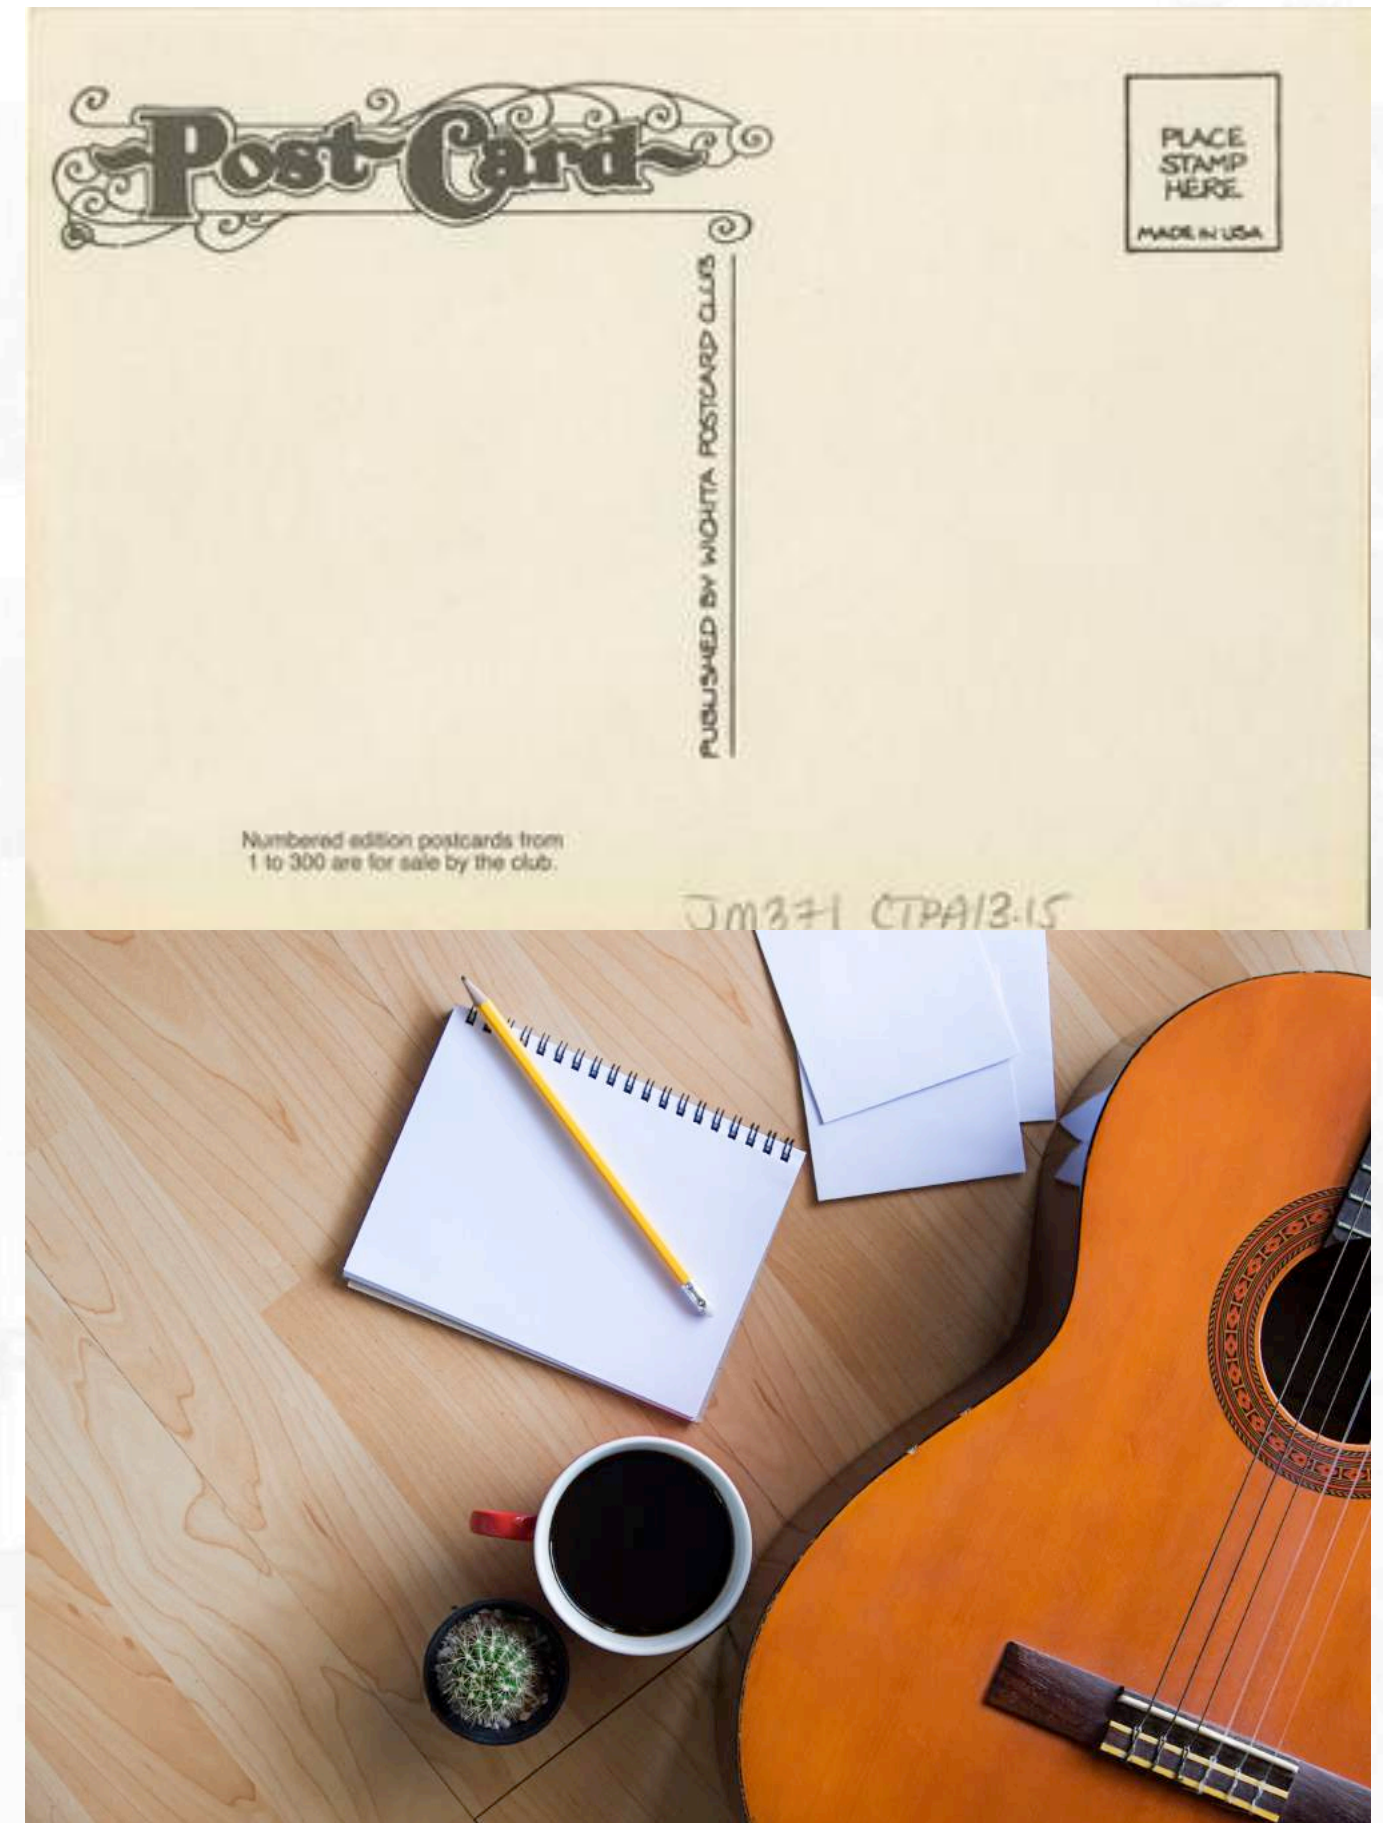 Post Card
PLACE
STAMP
HERE
MADE IN USA
PUBLISHED BY WICHITA POSTCARD CLUB
Numbered edition postcards from
1 to 300 are for sale by the club.
JM371 CTPA13.15